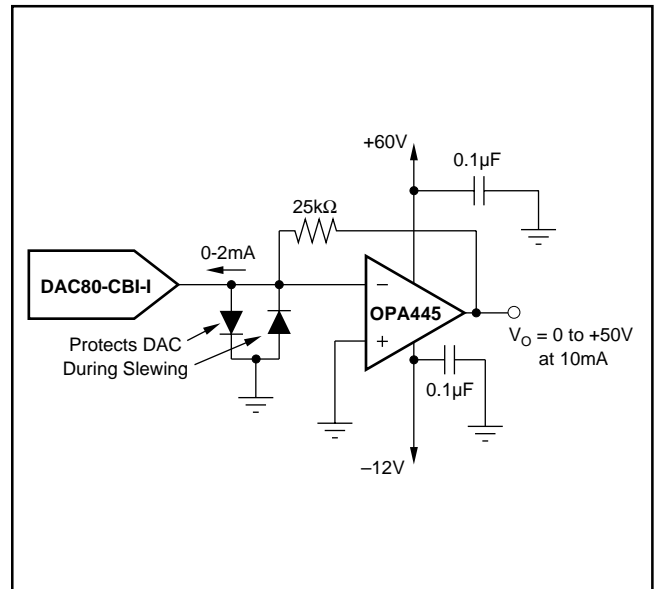 +60V
0.1µF
25kΩ
0-2mA
DAC80-CBI-I
–
OPA445
+
Protects DAC
During Slewing
V_O = 0 to +50V
at 10mA
0.1µF
–12V